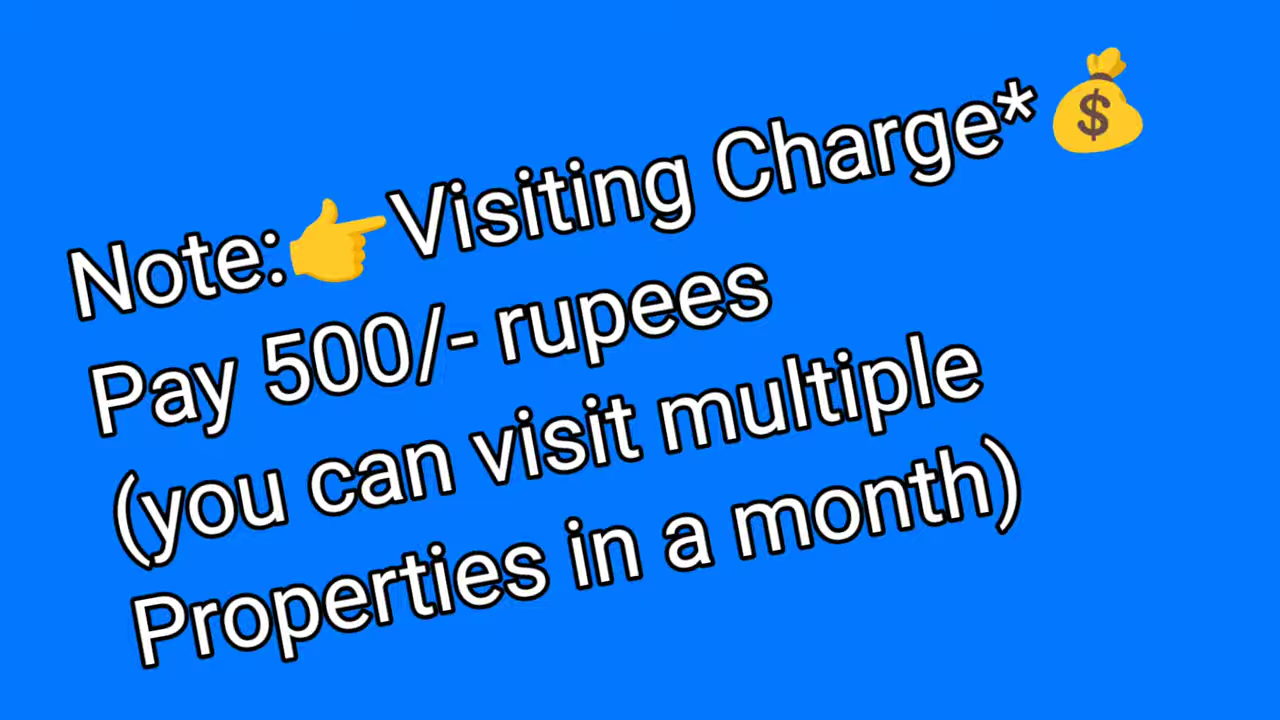 Note:👉Visiting Charge*💰
Pay 500/- rupees
(you can visit multiple
Properties in a month)